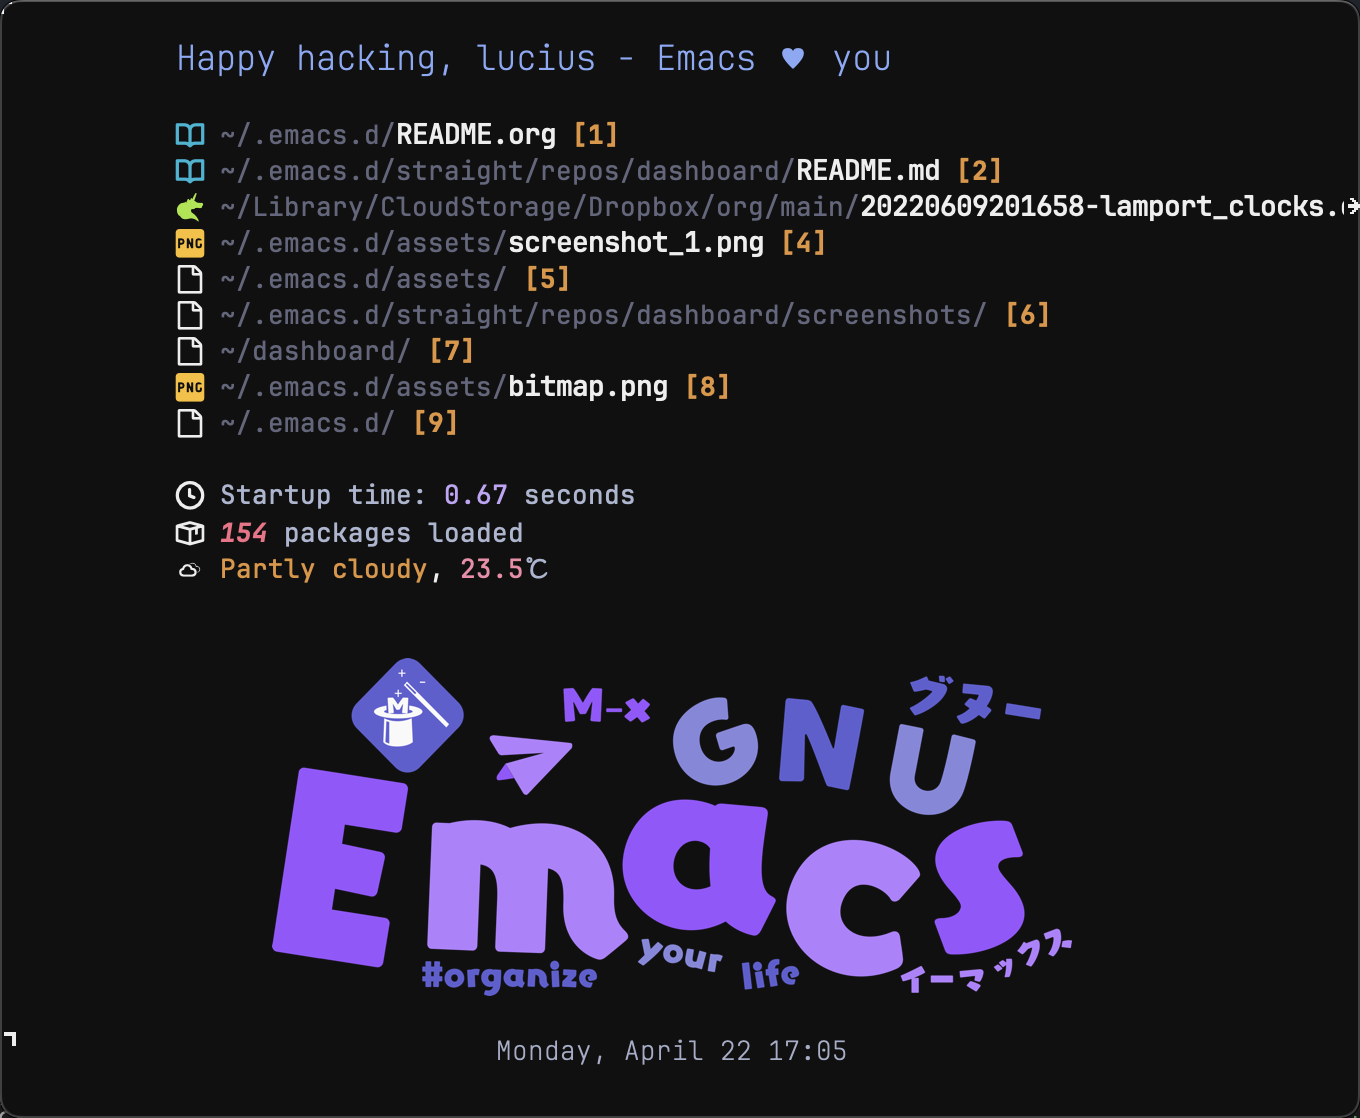 Happy hacking, lucius - Emacs ♥ you
~/.emacs.d/README.org [1]
~/.emacs.d/straight/repos/dashboard/README.md [2]
~/Library/CloudStorage/Dropbox/org/main/20220609201658-lamport_clocks.
PNG ~/.emacs.d/assets/screenshot_1.png [4]
~/.emacs.d/assets/ [5]
~/.emacs.d/straight/repos/dashboard/screenshots/ [6]
~/dashboard/ [7]
PNG ~/.emacs.d/assets/bitmap.png [8]
~/.emacs.d/ [9]
Startup time: 0.67 seconds
154 packages loaded
Partly cloudy, 23.5℃
M
M-x
GNU
グヌー
Emacs
#organize your life
イーマックス
Monday, April 22 17:05